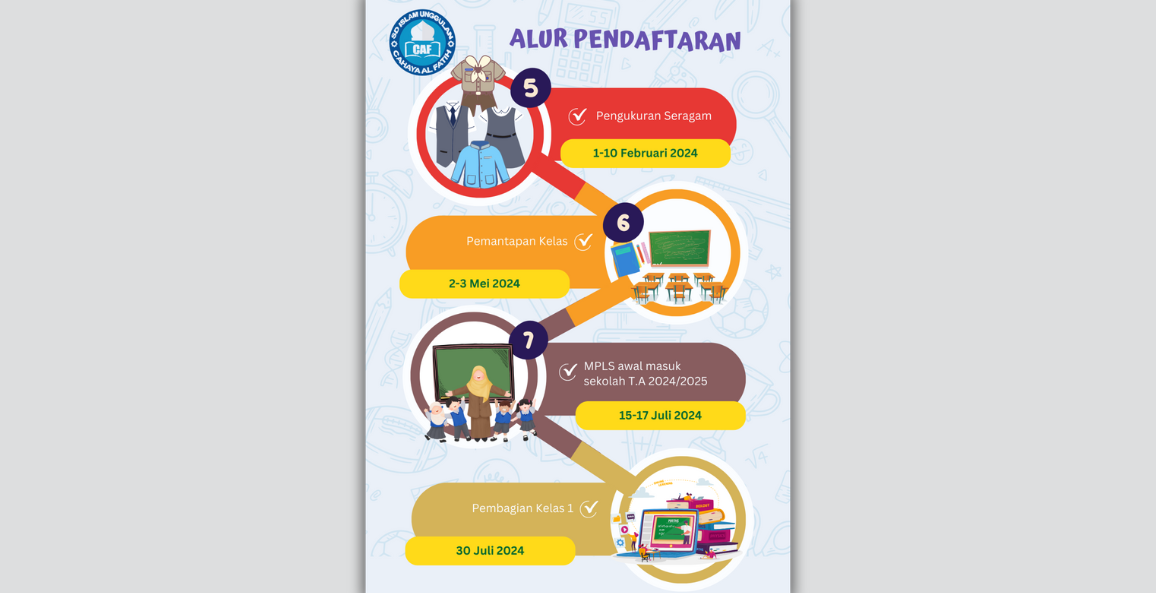 SD ISLAM UNGGULAN
CAF
CAHAYA AL FATIH
ALUR PENDAFTARAN
5
Pengukuran Seragam
1-10 Februari 2024
6
Pemantapan Kelas
2-3 Mei 2024
7
MPLS awal masuk
sekolah T.A 2024/2025
15-17 Juli 2024
Pembagian Kelas 1
30 Juli 2024